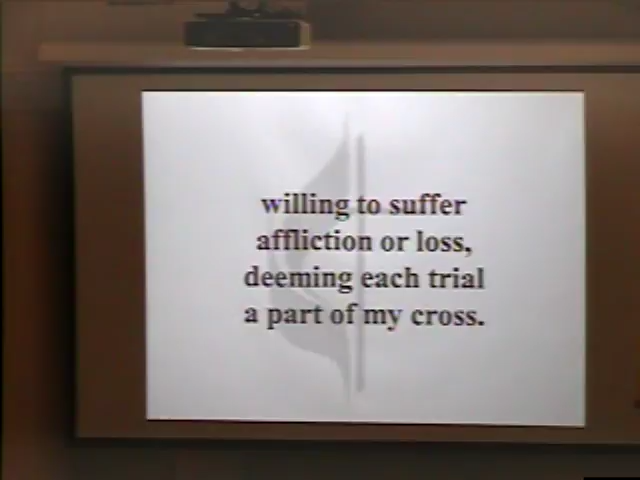 willing to suffer
affliction or loss,
deeming each trial
a part of my cross.